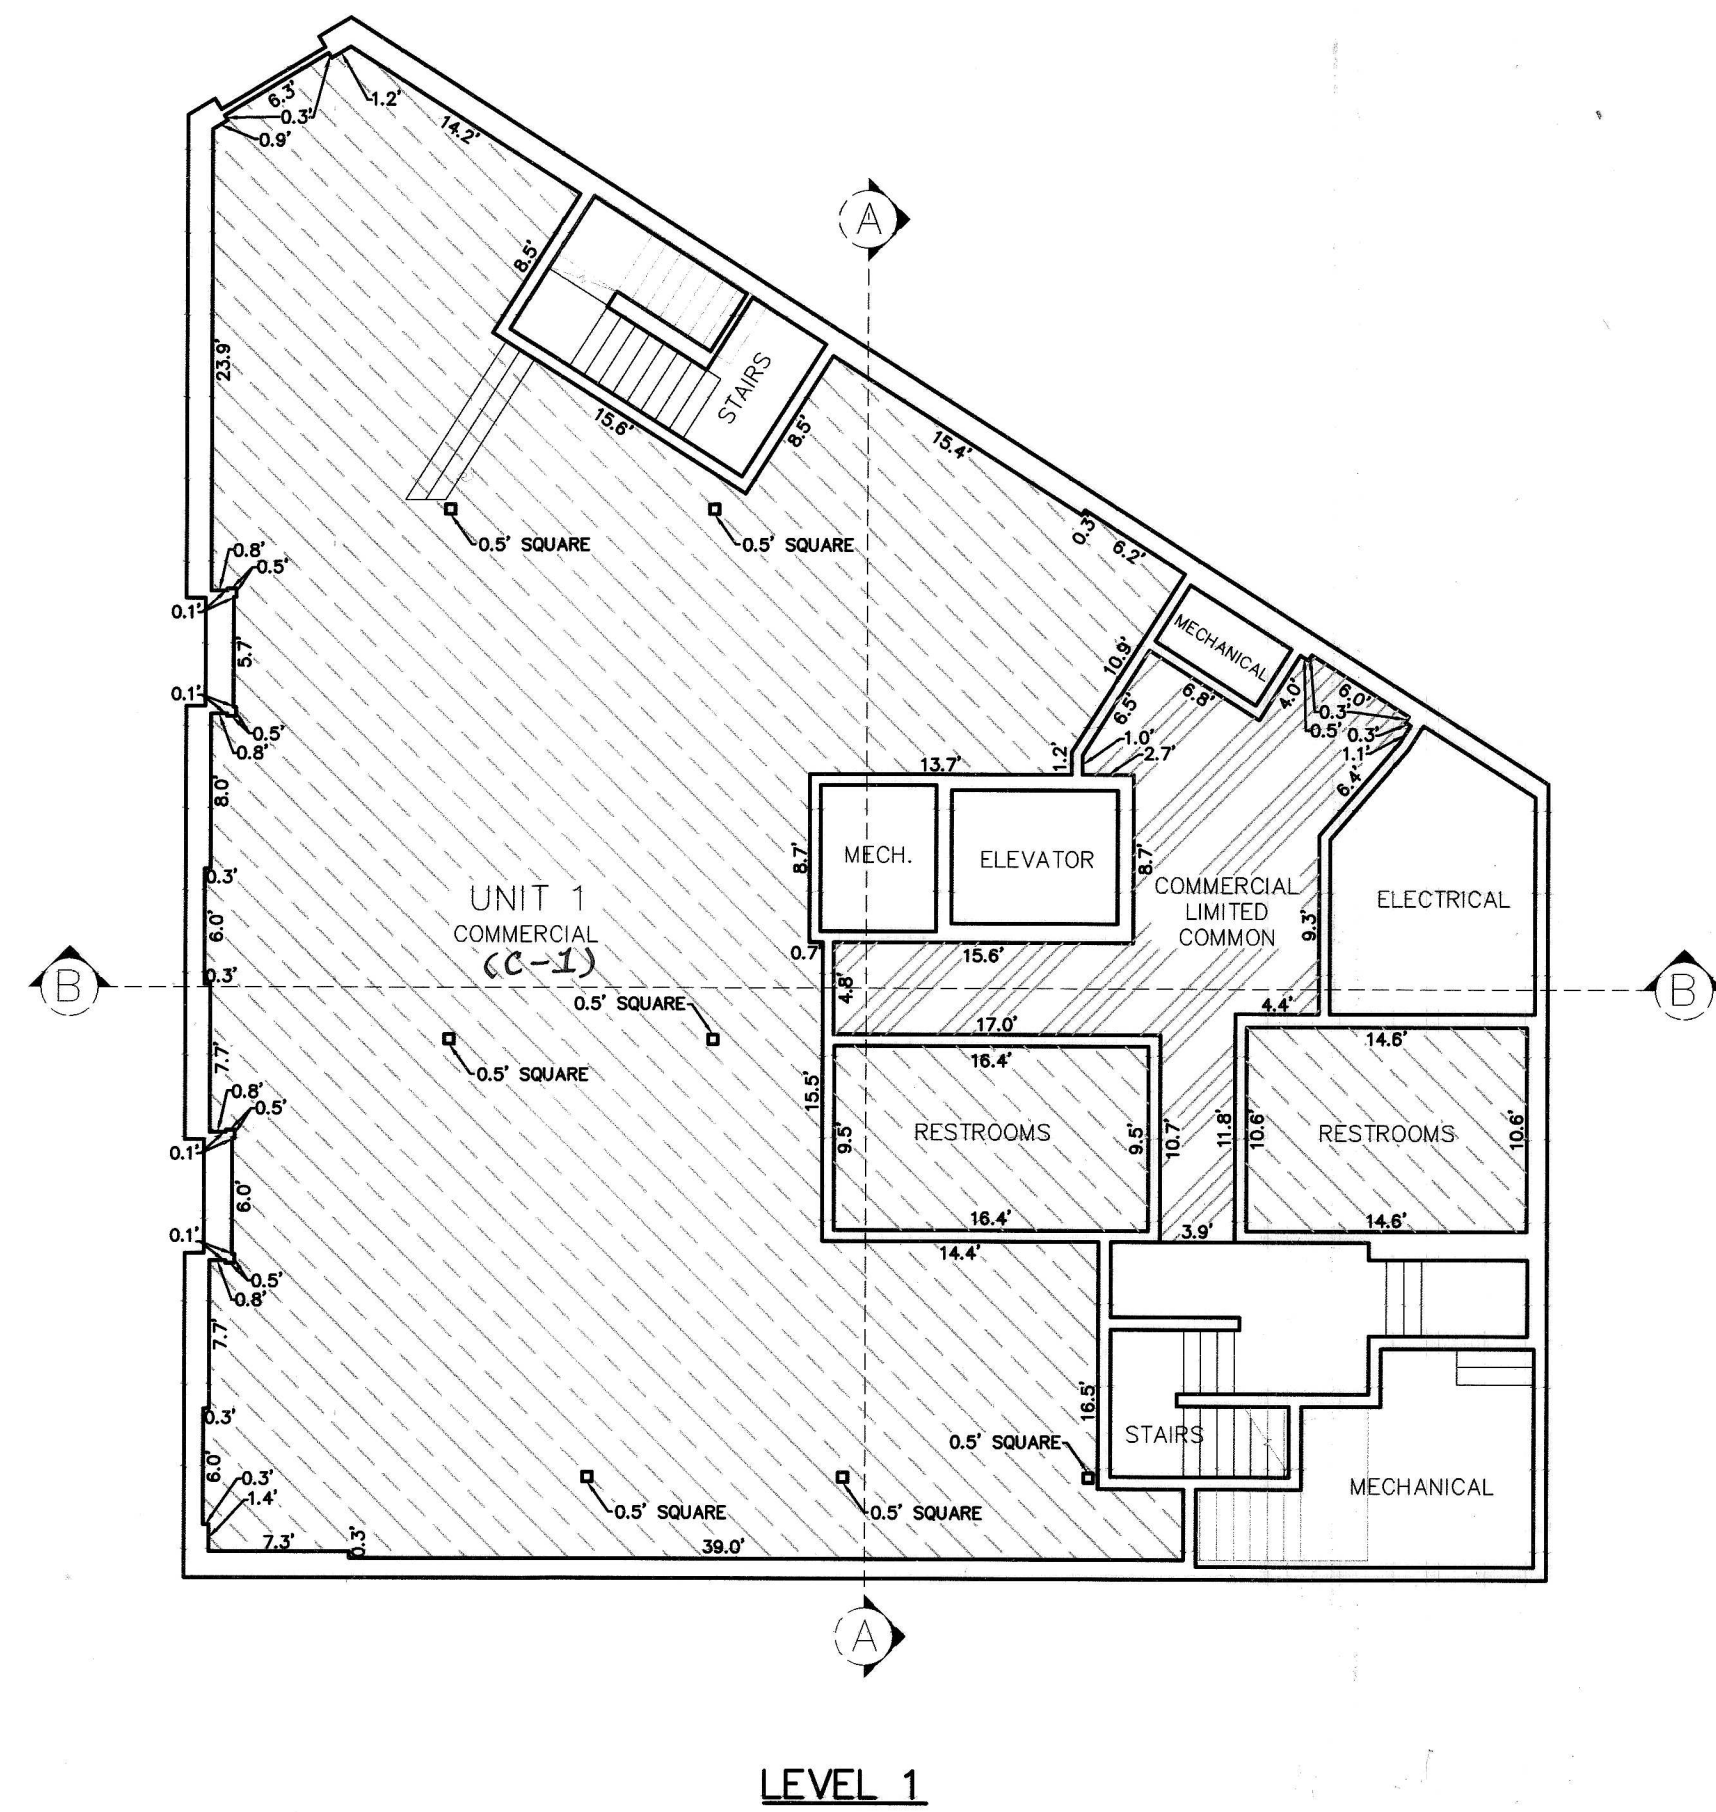 6.3'
0.3'
0.9'
1.2'
14.2'
A
8.5'
23.9'
STAIRS
15.6'
8.5'
15.4'
0.3'
6.2'
0.5' SQUARE
0.5' SQUARE
0.8'
0.5'
0.1'
5.7'
0.1'
0.5'
0.8'
8.0'
MECHANICAL
10.9'
6.5'
6.8'
4.0'
6.0'
0.3'
0.5'
0.3'
1.1'
6.4'
1.2'
1.0'
2.7'
13.7'
8.7'
MECH.
ELEVATOR
8.7'
COMMERCIAL
LIMITED
COMMON
ELECTRICAL
9.3'
0.3'
6.0'
0.3'
UNIT 1
COMMERCIAL
(C-1)
0.7'
15.6'
4.8'
B
B
4.4'
0.5' SQUARE
0.5' SQUARE
17.0'
16.4'
14.6'
7.7'
0.8'
0.5'
0.1'
6.0'
0.1'
0.5'
0.8'
15.5'
9.5'
RESTROOMS
9.5'
10.7'
11.8'
10.6'
RESTROOMS
10.6'
16.4'
14.6'
14.4'
3.9'
7.7'
0.3'
6.0'
0.3'
1.4'
16.5'
STAIRS
0.5' SQUARE
MECHANICAL
0.5' SQUARE
0.5' SQUARE
7.3'
0.3'
39.0'
A
LEVEL 1